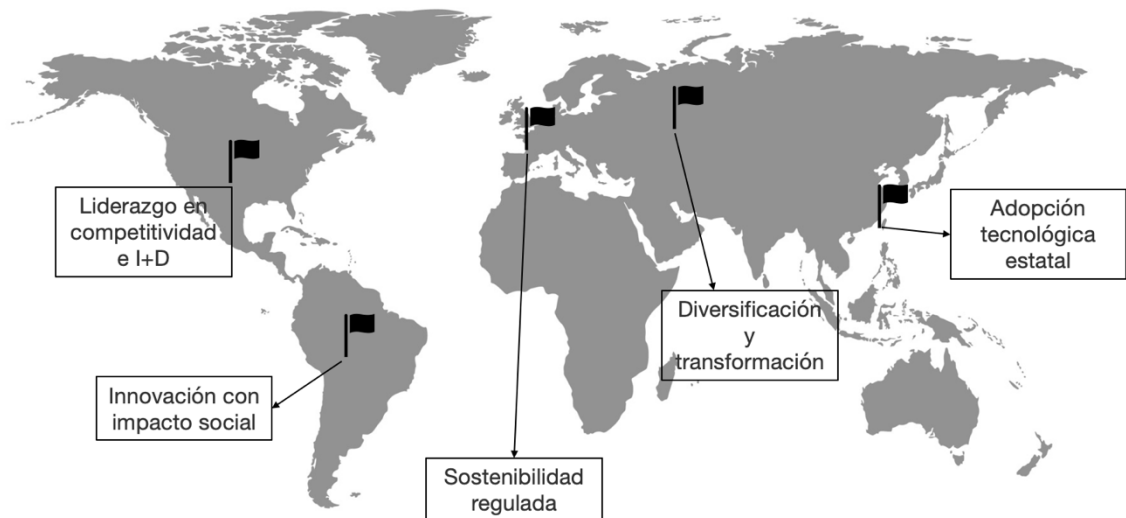 Liderazgo en
competitividad
e I+D
Innovación con
impacto social
Sostenibilidad
regulada
Diversificación
y
transformación
Adopción
tecnológica
estatal